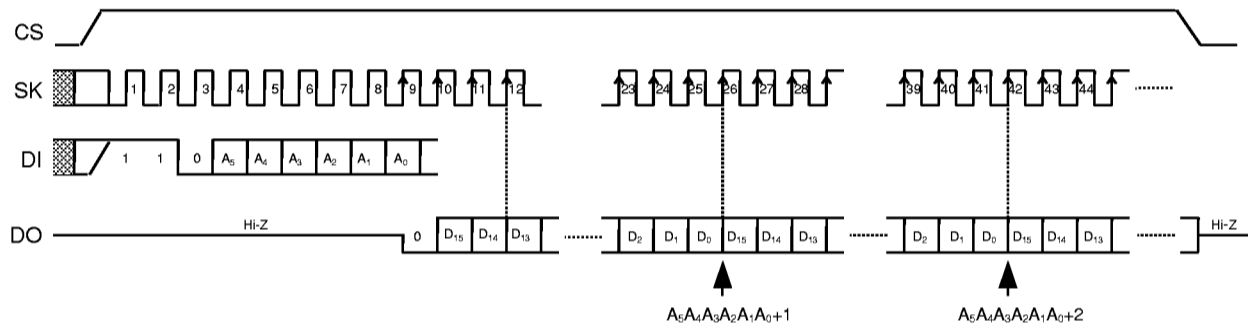 CS
SK 1 2 3 4 5 6 7 8 9 10 11 12 23 24 25 26 27 28 39 40 41 42 43 44
DI 1 1 0 A₅ A₄ A₃ A₂ A₁ A₀
DO Hi-Z 0 D₁₅ D₁₄ D₁₃ D₂ D₁ D₀ D₁₅ D₁₄ D₁₃ D₂ D₁ D₀ D₁₅ D₁₄ D₁₃ Hi-Z
A₅A₄A₃A₂A₁A₀+1 A₅A₄A₃A₂A₁A₀+2